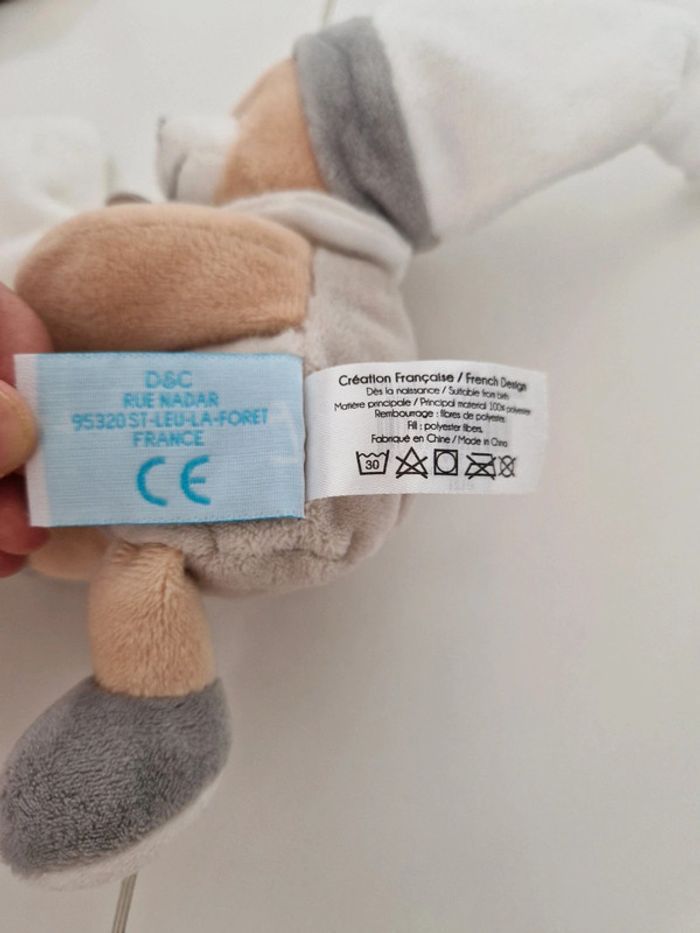 D&C
RUE NADAR
95320 ST-LEU-LA-FORET
FRANCE
CE
Création Française / French Design
Dès la naissance / Suitable from birth
Matière principale / Principal material 100% polyester
Rembourrage : fibres de polyester.
Fill : polyester fibers.
Fabriqué en Chine / Made in China
30